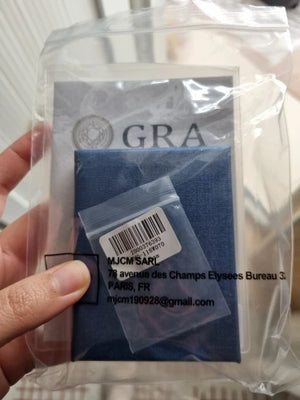 GRA
MJCM SARL
78 avenue des Champs Elysees Bureau 3
PARIS, FR
mjcm190928@gmail.com